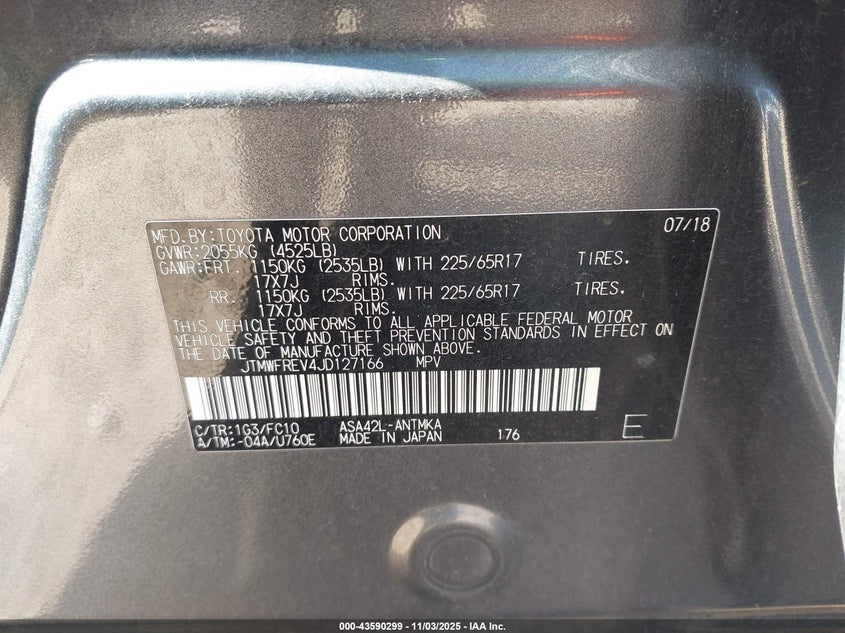 MFD.BY:TOYOTA MOTOR CORPORATION 07/18
GVWR:2055KG (4525LB)
GAWR:FRT. 1150KG (2535LB) WITH 225/65R17 TIRES.
17X7J RIMS.
RR. 1150KG (2535LB) WITH 225/65R17 TIRES.
17X7J RIMS.
THIS VEHICLE CONFORMS TO ALL APPLICABLE FEDERAL MOTOR
VEHICLE SAFETY AND THEFT PREVENTION STANDARDS IN EFFECT ON
THE DATE OF MANUFACTURE SHOWN ABOVE.
JTMWFREV4JD127166 MPV
C/TR:1G3/FC10 ASA42L-ANTMKA
A/TM:-04A/U760E MADE IN JAPAN 176 E
000-43590299 - 11/03/2025 - IAA Inc.